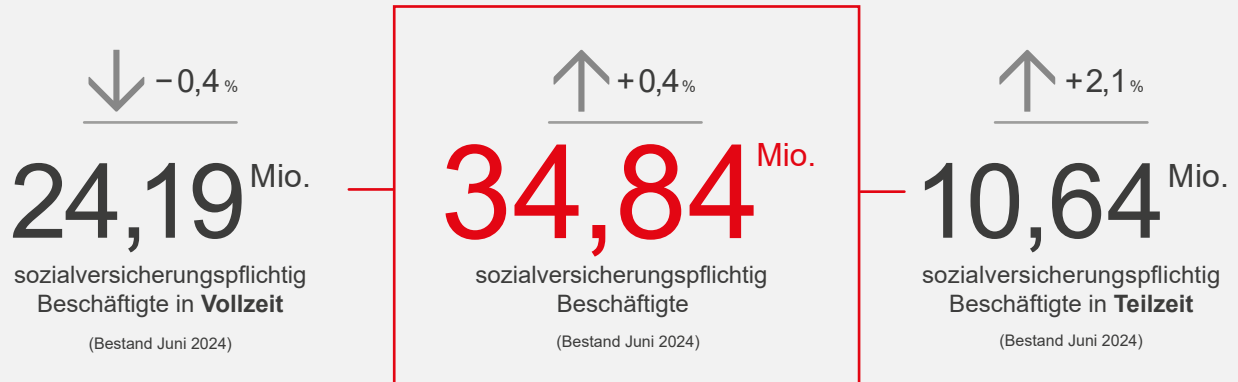 −0,4 %
24,19 Mio.
sozialversicherungspflichtig
Beschäftigte in Vollzeit
(Bestand Juni 2024)
+0,4 %
34,84 Mio.
sozialversicherungspflichtig
Beschäftigte
(Bestand Juni 2024)
+2,1 %
10,64 Mio.
sozialversicherungspflichtig
Beschäftigte in Teilzeit
(Bestand Juni 2024)